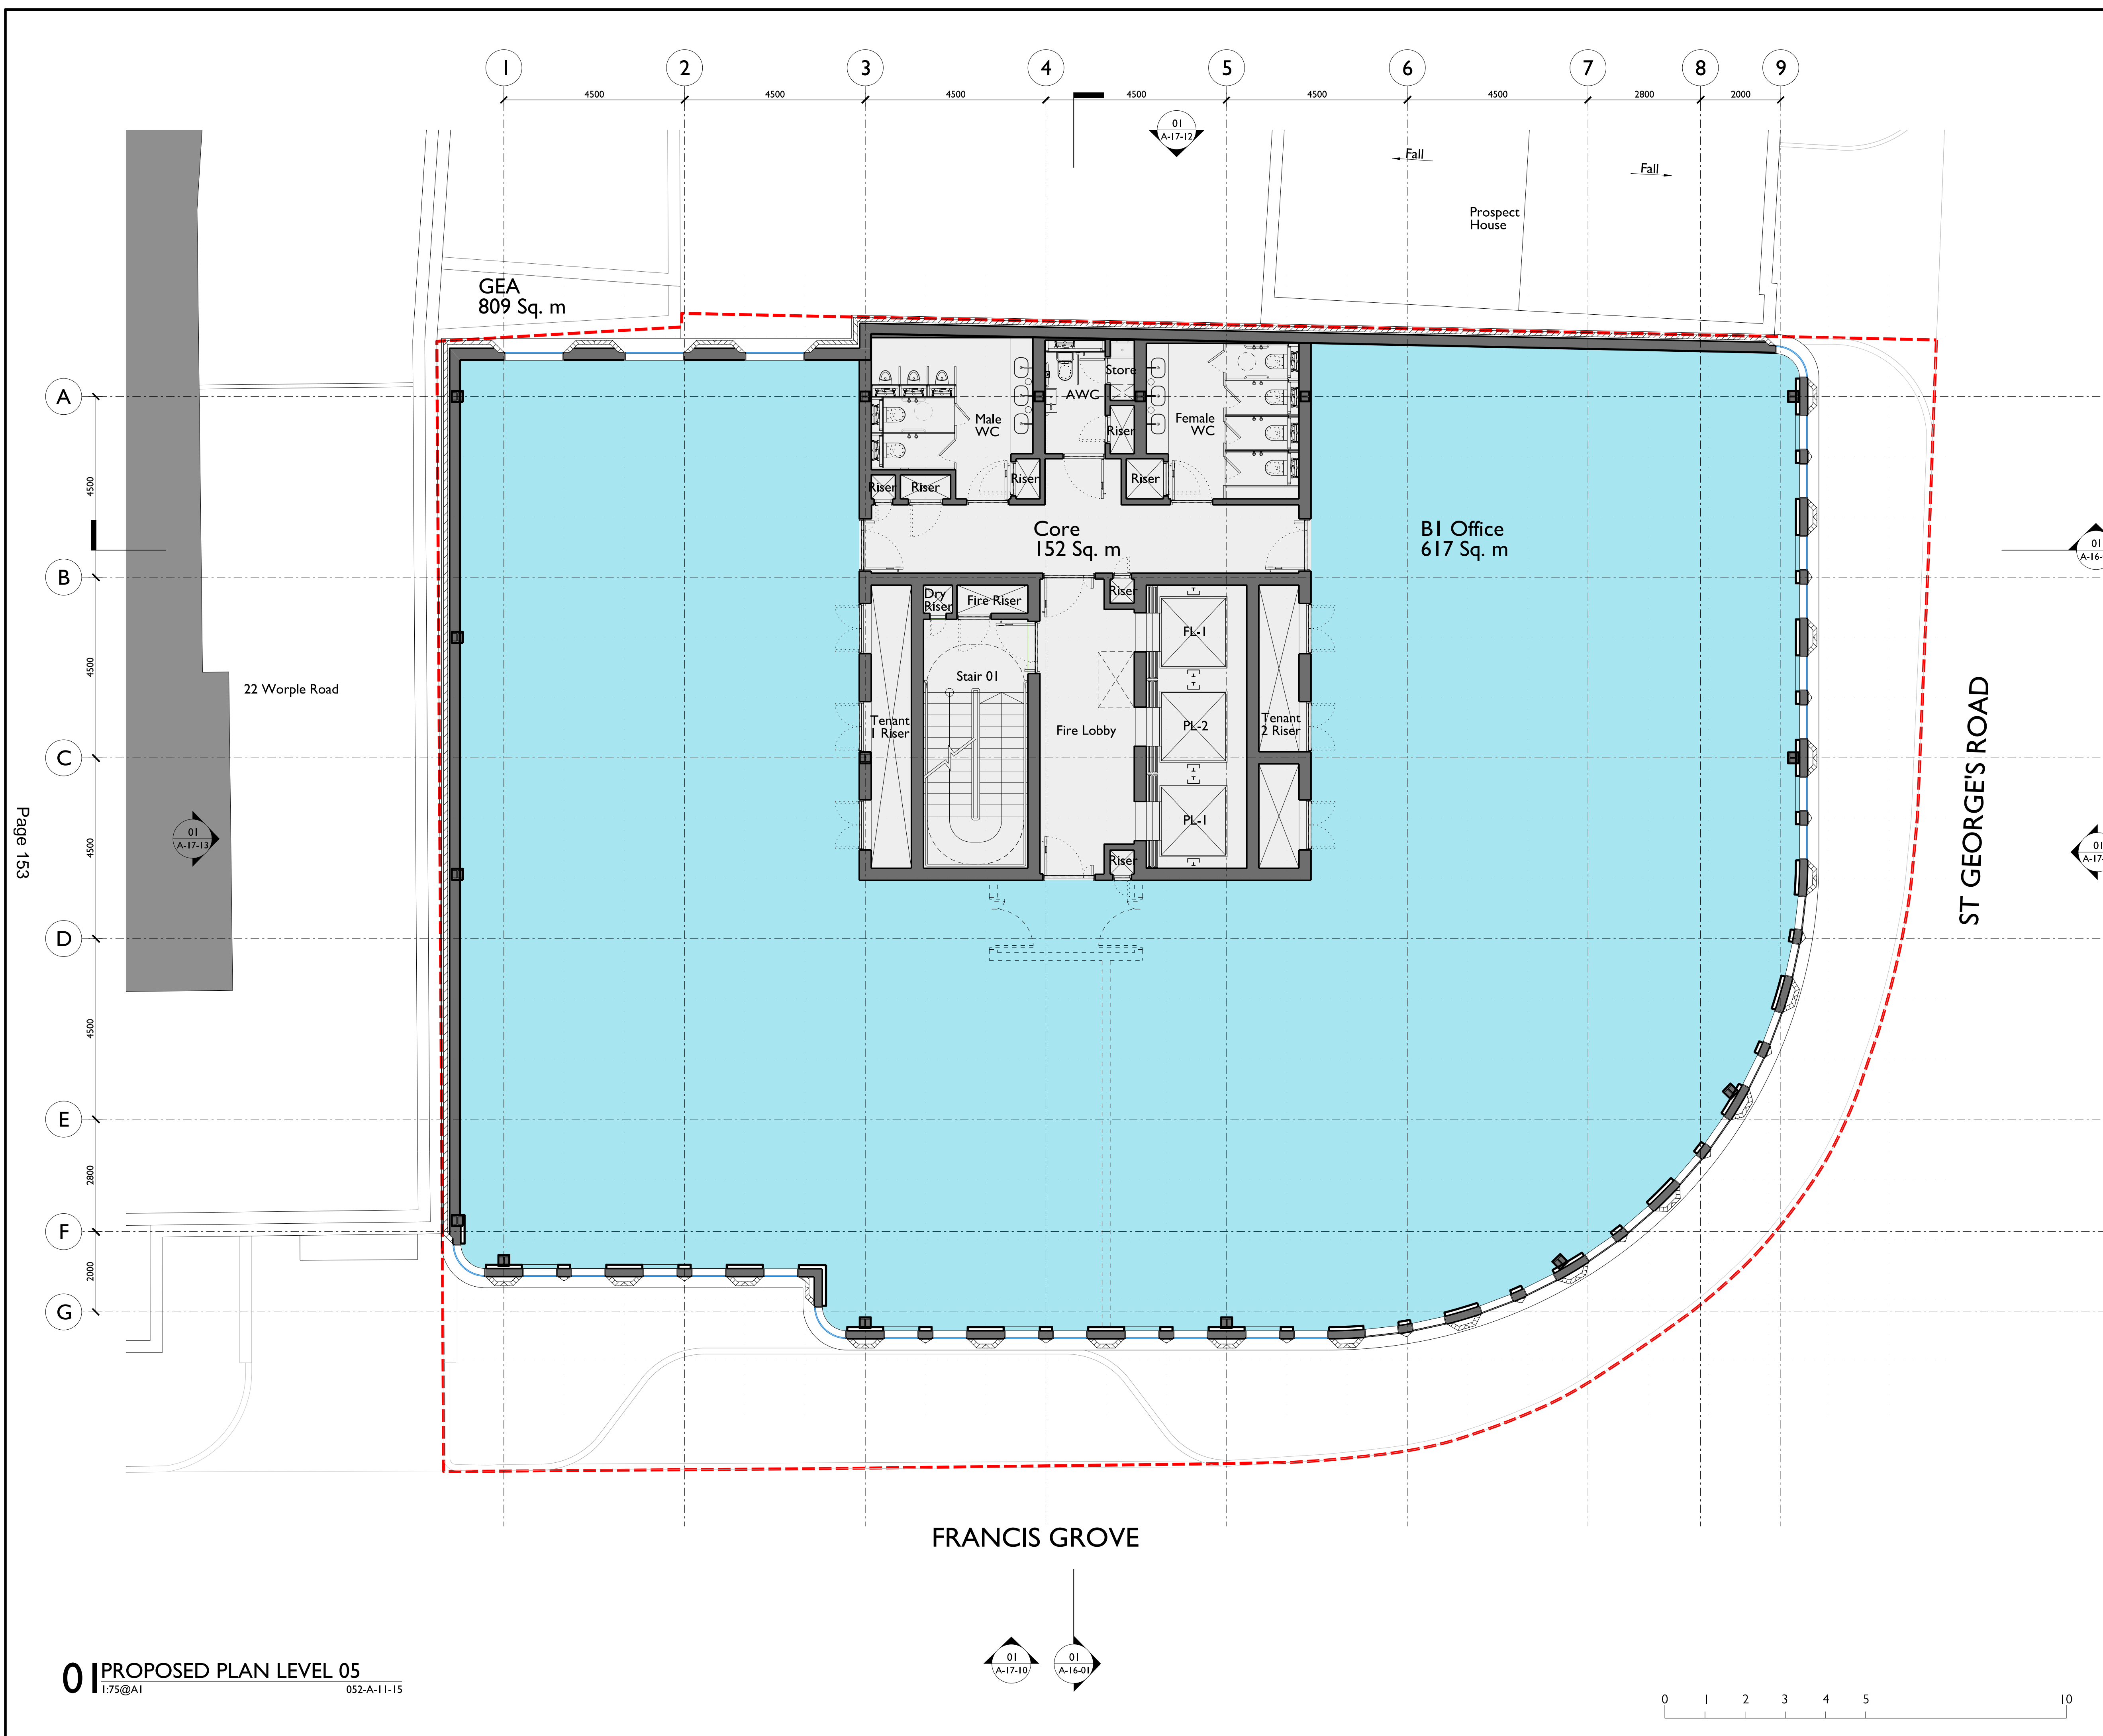 1 2 3 4 5 6 7 8 9
4500 4500 4500 4500 4500 4500 2800 2000
01
A-17-12
Fall
Fall
Prospect
House
GEA
809 Sq. m
A
B
C
D
E
F
G
4500
4500
4500
4500
2800
2000
Male
WC
AWC
Store
Riser
Female
WC
Riser
Riser
Riser
Riser
Core
152 Sq. m
B1 Office
617 Sq. m
01
Dry
Riser
Fire Riser
Riser
FL-1
Stair 01
22 Worple Road
Tenant
1 Riser
Fire Lobby
PL-2
Tenant
2 Riser
PL-1
Riser
01
A-17-13
01
Page 153
ST GEORGE'S ROAD
FRANCIS GROVE
01
A-17-10
01
A-16-01
01 PROPOSED PLAN LEVEL 05
1:75@A1 052-A-11-15
0 1 2 3 4 5 10